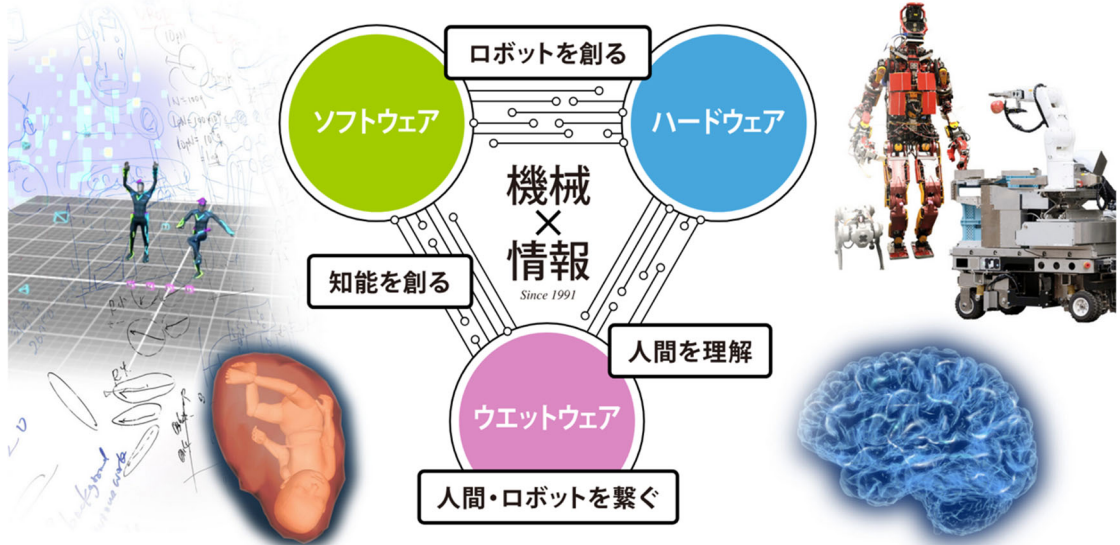 ロボットを創る
ソフトウェア
ハードウェア
機械
×
情報
Since 1991
知能を創る
人間を理解
ウエットウェア
人間・ロボットを繋ぐ
background